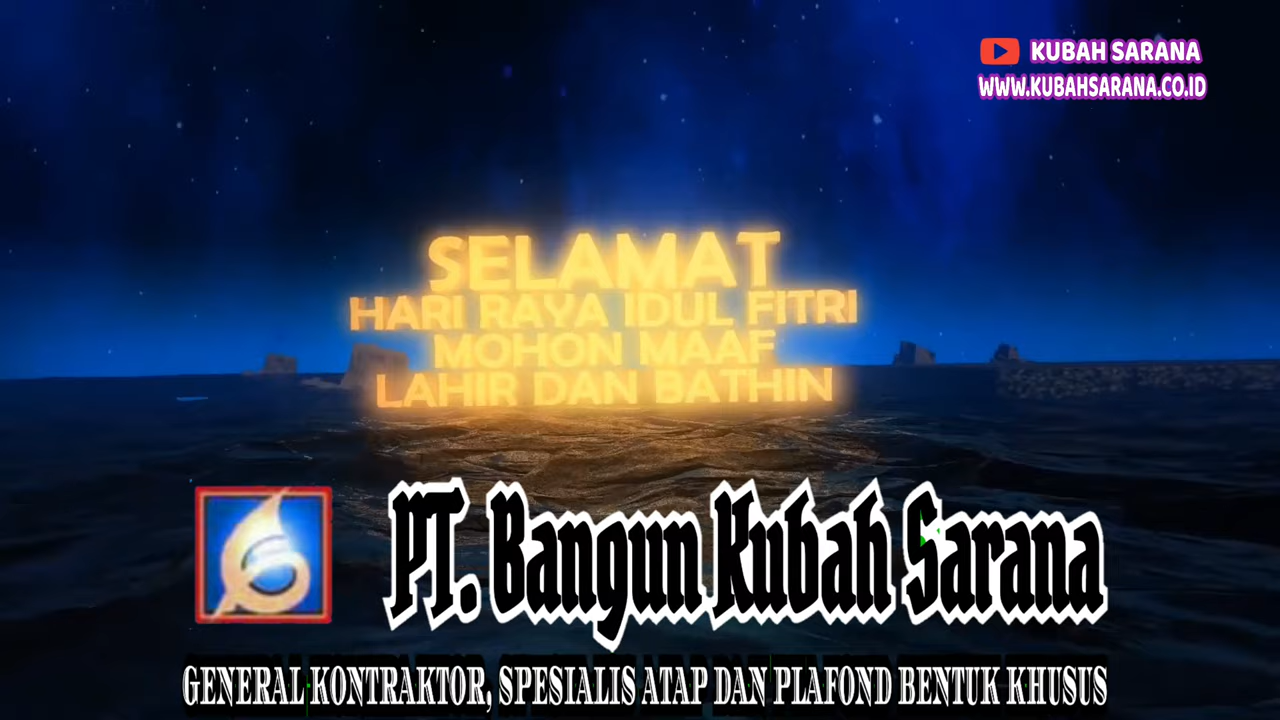 KUBAH SARANA
WWW.KUBAHSARANA.CO.ID
SELAMAT
HARI RAYA IDUL FITRI
MOHON MAAF
LAHIR DAN BATHIN
PT. Bangun Kubah Sarana
GENERAL KONTRAKTOR, SPESIALIS ATAP DAN PLAFOND BENTUK KHUSUS